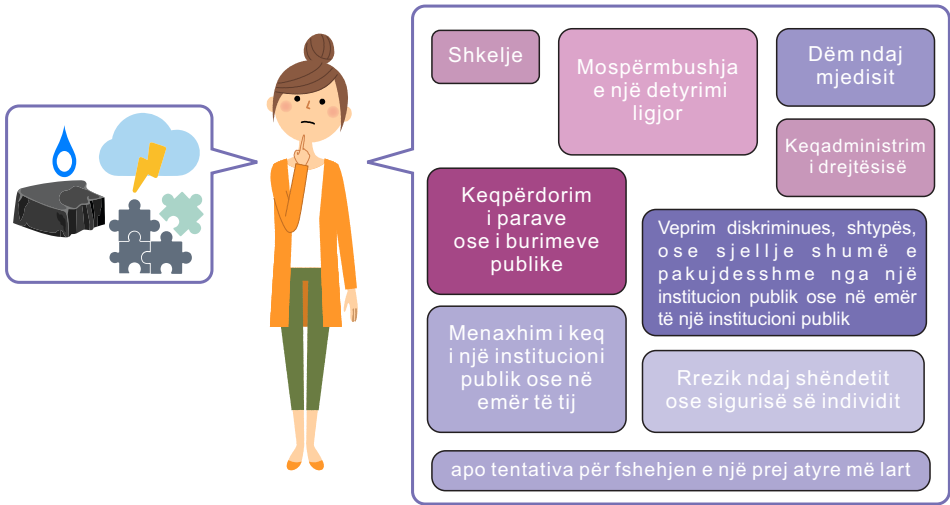 Shkelje
Mospërmbushja
e një detyrimi
ligjor
Dëm ndaj
mjedisit
Keqadministrim
i drejtësisë
Keqpërdorim
i parave
ose i burimeve
publike
Veprim diskriminues, shtypës,
ose sjellje shumë e
pakujdesshme nga një
institucion publik ose në emër
të një institucioni publik
Menaxhim i keq
i një institucioni
publik ose në
emër të tij
Rrezik ndaj shëndetit
ose sigurisë së individit
apo tentativa për fshehjen e një prej atyre më lart